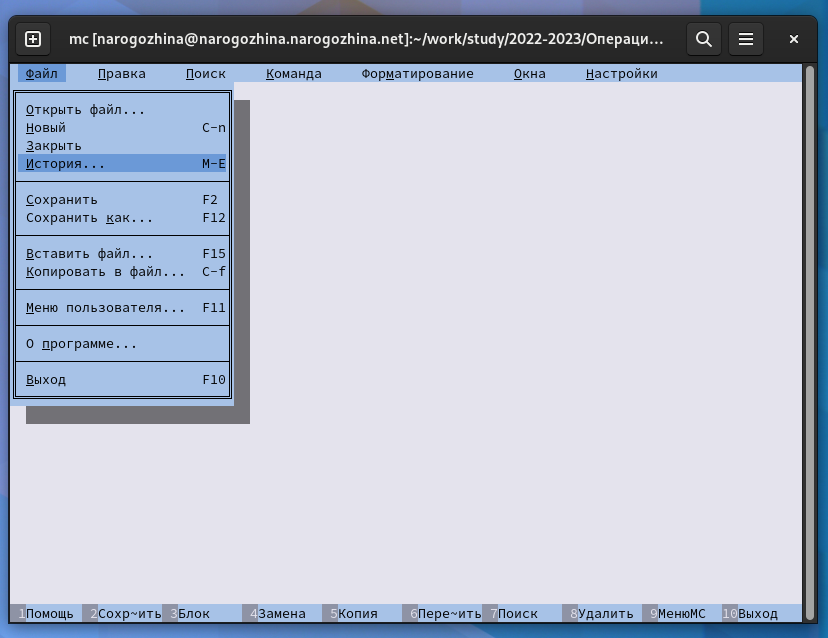 mc [narogozhina@narogozhina.narogozhina.net]:~/work/study/2022-2023/Операци...
Файл Правка Поиск Команда Форматирование Окна Настройки
Открыть файл...
Новый C-n
Закрыть
История... M-E
Сохранить F2
Сохранить как... F12
Вставить файл... F15
Копировать в файл... C-f
Меню пользователя... F11
О программе...
Выход F10
1Помощь 2Сохр~ить 3Блок 4Замена 5Копия 6Пере~ить 7Поиск 8Удалить 9МенюMC 10Выход